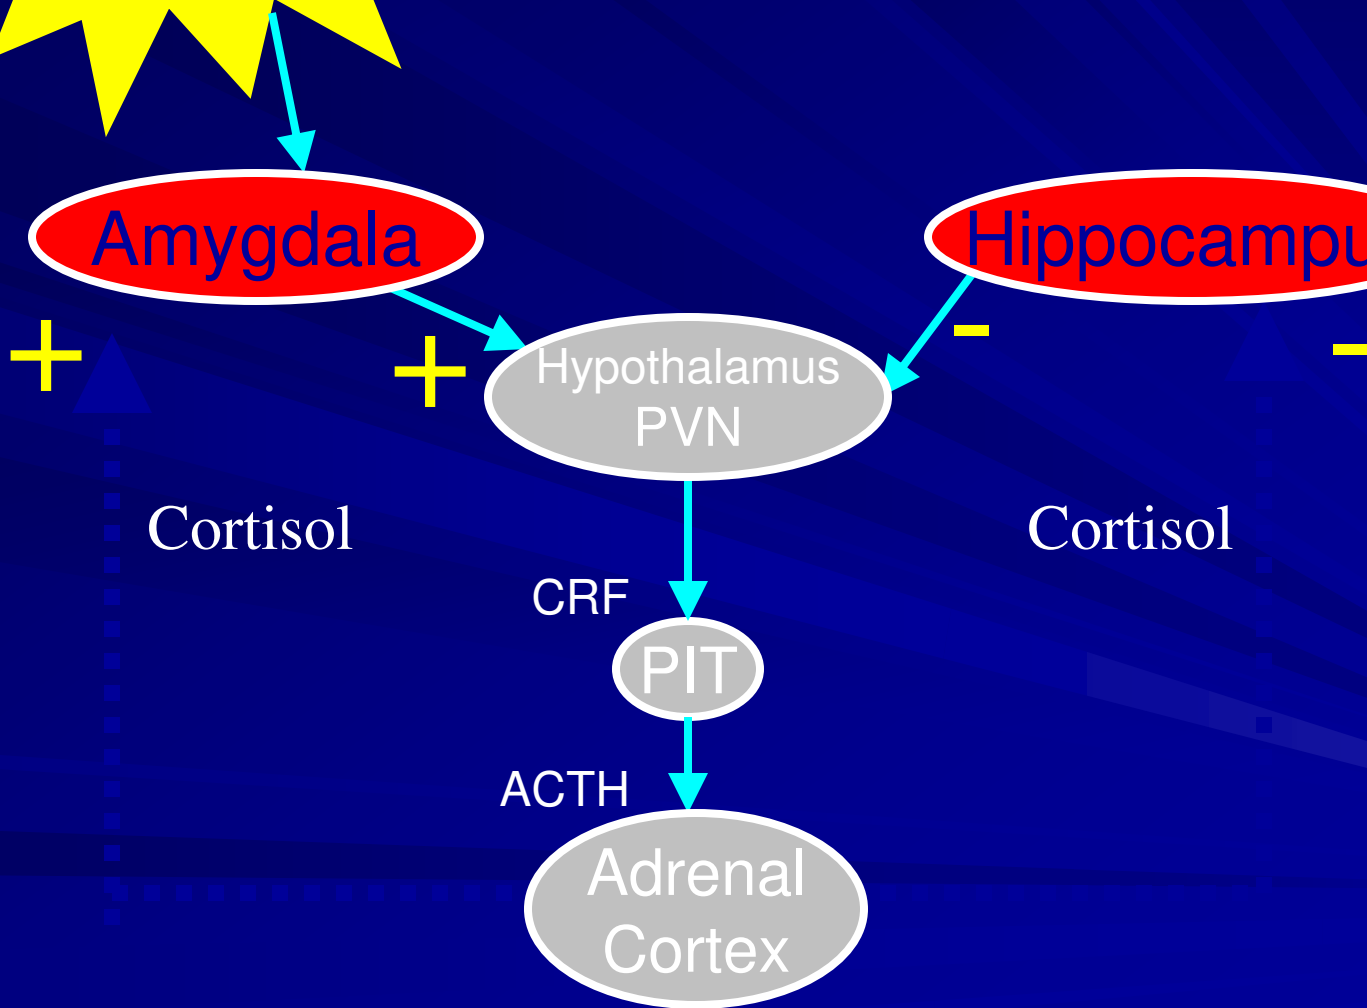 Amygdala
Hippocampu
+
+
-
-
Hypothalamus
PVN
Cortisol
Cortisol
CRF
PIT
ACTH
Adrenal
Cortex